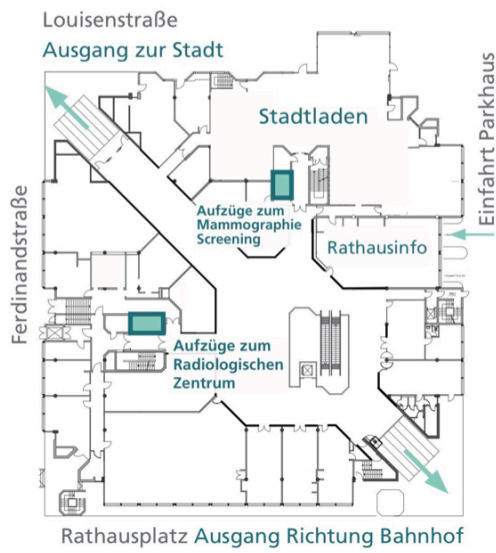 Louisenstraße
Ausgang zur Stadt
Einfahrt Parkhaus
Stadtladen
Aufzüge zum
Mammographie
Screening
Rathausinfo
Ferdinandstraße
Aufzüge zum
Radiologischen
Zentrum
Rathausplatz Ausgang Richtung Bahnhof